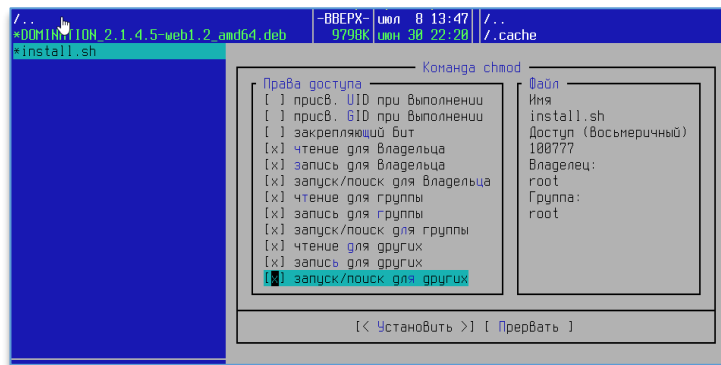 /.. -ВВЕРХ- июл 8 13:47 /..
*DOMINATION_2.1.4.5-web1.2_amd64.deb 9798K июн 30 22:20 /.cache
*install.sh
Команда chmod
Права доступа
[ ] присв. UID при выполнении
[ ] присв. GID при выполнении
[ ] закрепляющий бит
[x] чтение для владельца
[x] запись для владельца
[x] запуск/поиск для владельца
[x] чтение для группы
[x] запись для группы
[x] запуск/поиск для группы
[x] чтение для других
[x] запись для других
[x] запуск/поиск для других
Файл
Имя
install.sh
Доступ (восьмеричный)
100777
Владелец:
root
Группа:
root
[< Установить >] [ Прервать ]